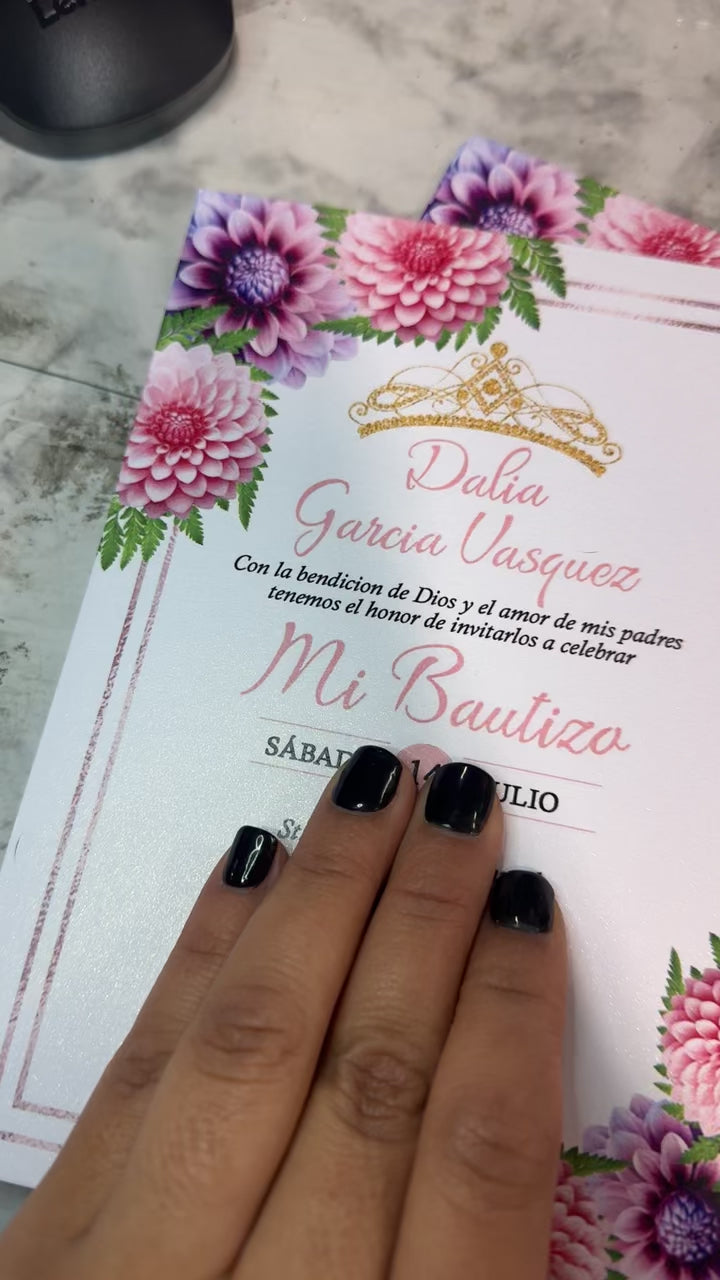 Dalia
Garcia Vasquez
Con la bendicion de Dios y el amor de mis padres
tenemos el honor de invitarlos a celebrar
Mi Bautizo